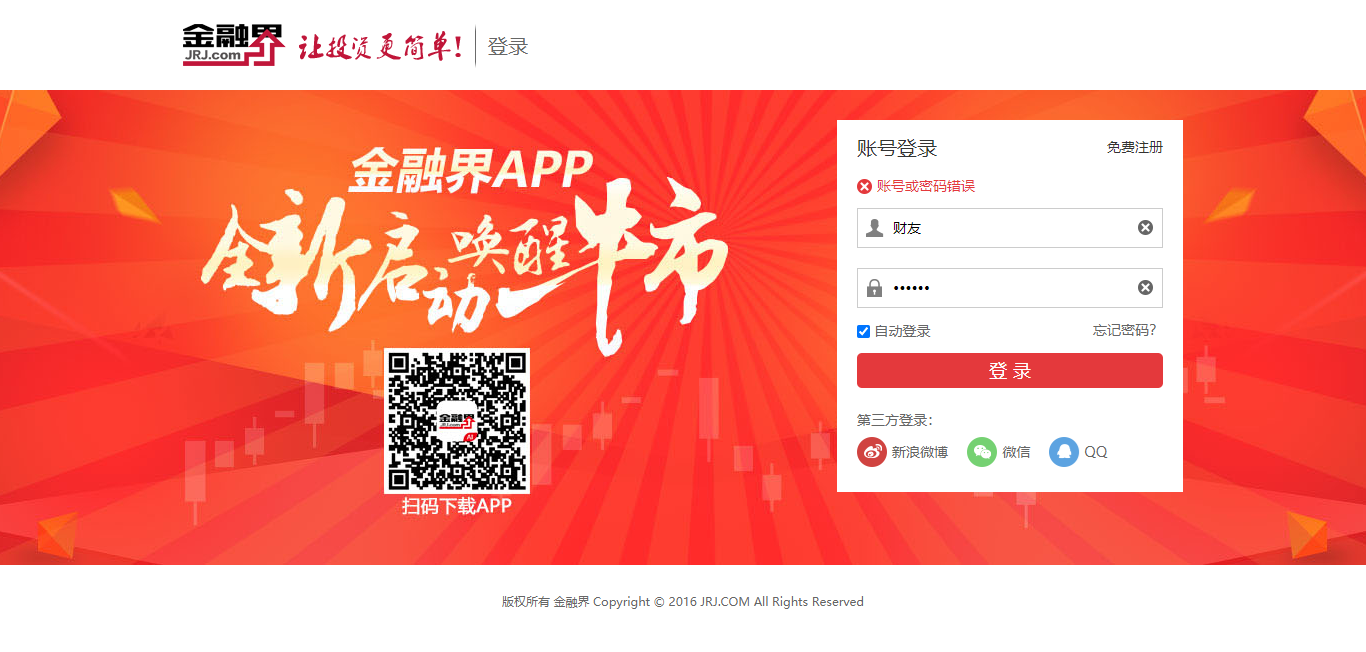 金融界
JRJ.com
让投资更简单!
登录
金融界APP
全新启动唤醒牛市
金融界
JRJ.com
AI
扫码下载APP
账号登录
免费注册
账号或密码错误
财友
••••••
自动登录
忘记密码?
登 录
第三方登录:
新浪微博
微信
QQ
版权所有 金融界 Copyright © 2016 JRJ.COM All Rights Reserved